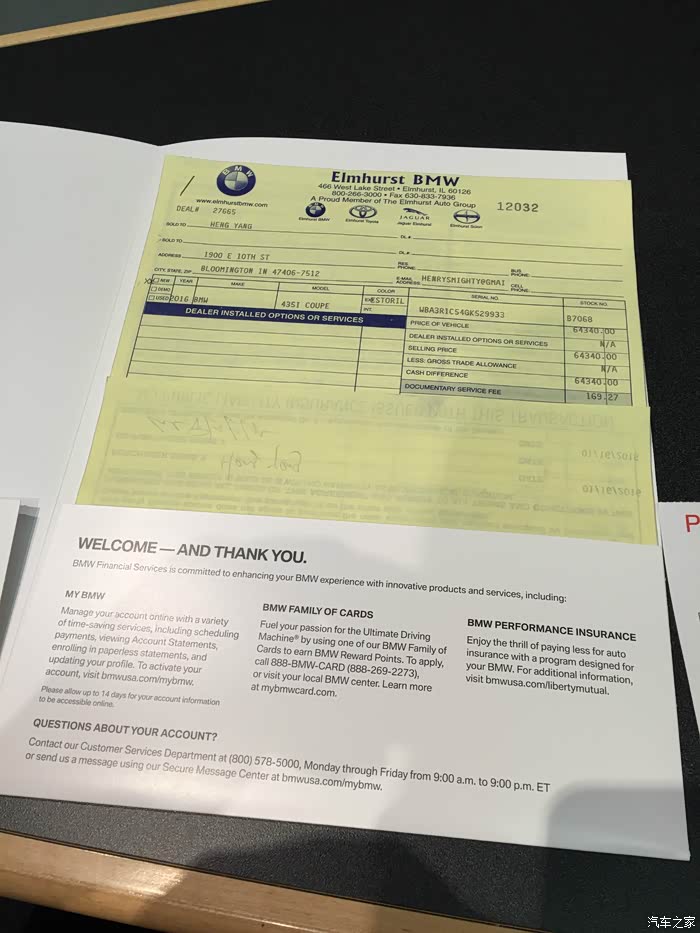 BMW
Elmhurst BMW
466 West Lake Street • Elmhurst, IL 60126
800-266-3000 • Fax 630-833-7936
A Proud Member of The Elmhurst Auto Group
www.elmhurstbmw.com
Elmhurst BMW
Elmhurst Toyota
JAGUAR
Jaguar Elmhurst
Elmhurst Scion
12032
DEAL# 27665
SOLD TO HENG YANG
DL#
SOLD TO
DL#
ADDRESS 1900 E 10TH ST
RES. PHONE
BUS. PHONE
CITY, STATE, ZIP BLOOMINGTON IN 47406-7512
E-MAIL ADDRESS HENRYSMIGHTY@GMAI
CELL PHONE
X NEW YEAR MAKE MODEL COLOR SERIAL NO. STOCK NO.
DEMO
USED 2016 BMW 435I COUPE ESTORIL WBA3R1C54GK529933 B7068
INT.
DEALER INSTALLED OPTIONS OR SERVICES
PRICE OF VEHICLE 64340.00
DEALER INSTALLED OPTIONS OR SERVICES N/A
SELLING PRICE 64340.00
LESS: GROSS TRADE ALLOWANCE N/A
CASH DIFFERENCE 64340.00
DOCUMENTARY SERVICE FEE 169.27
01/16/2016
01/16/2016
WELCOME — AND THANK YOU.
BMW Financial Services is committed to enhancing your BMW experience with innovative products and services, including:
MY BMW
Manage your account online with a variety
of time-saving services, including scheduling
payments, viewing Account Statements,
enrolling in paperless statements, and
updating your profile. To activate your
account, visit bmwusa.com/mybmw.
Please allow up to 14 days for your account information
to be accessible online.
BMW FAMILY OF CARDS
Fuel your passion for the Ultimate Driving
Machine® by using one of our BMW Family of
Cards to earn BMW Reward Points. To apply,
call 888-BMW-CARD (888-269-2273),
or visit your local BMW center. Learn more
at mybmwcard.com.
BMW PERFORMANCE INSURANCE
Enjoy the thrill of paying less for auto
insurance with a program designed for
your BMW. For additional information,
visit bmwusa.com/libertymutual.
QUESTIONS ABOUT YOUR ACCOUNT?
Contact our Customer Services Department at (800) 578-5000, Monday through Friday from 9:00 a.m. to 9:00 p.m. ET
or send us a message using our Secure Message Center at bmwusa.com/mybmw.
P
汽车之家